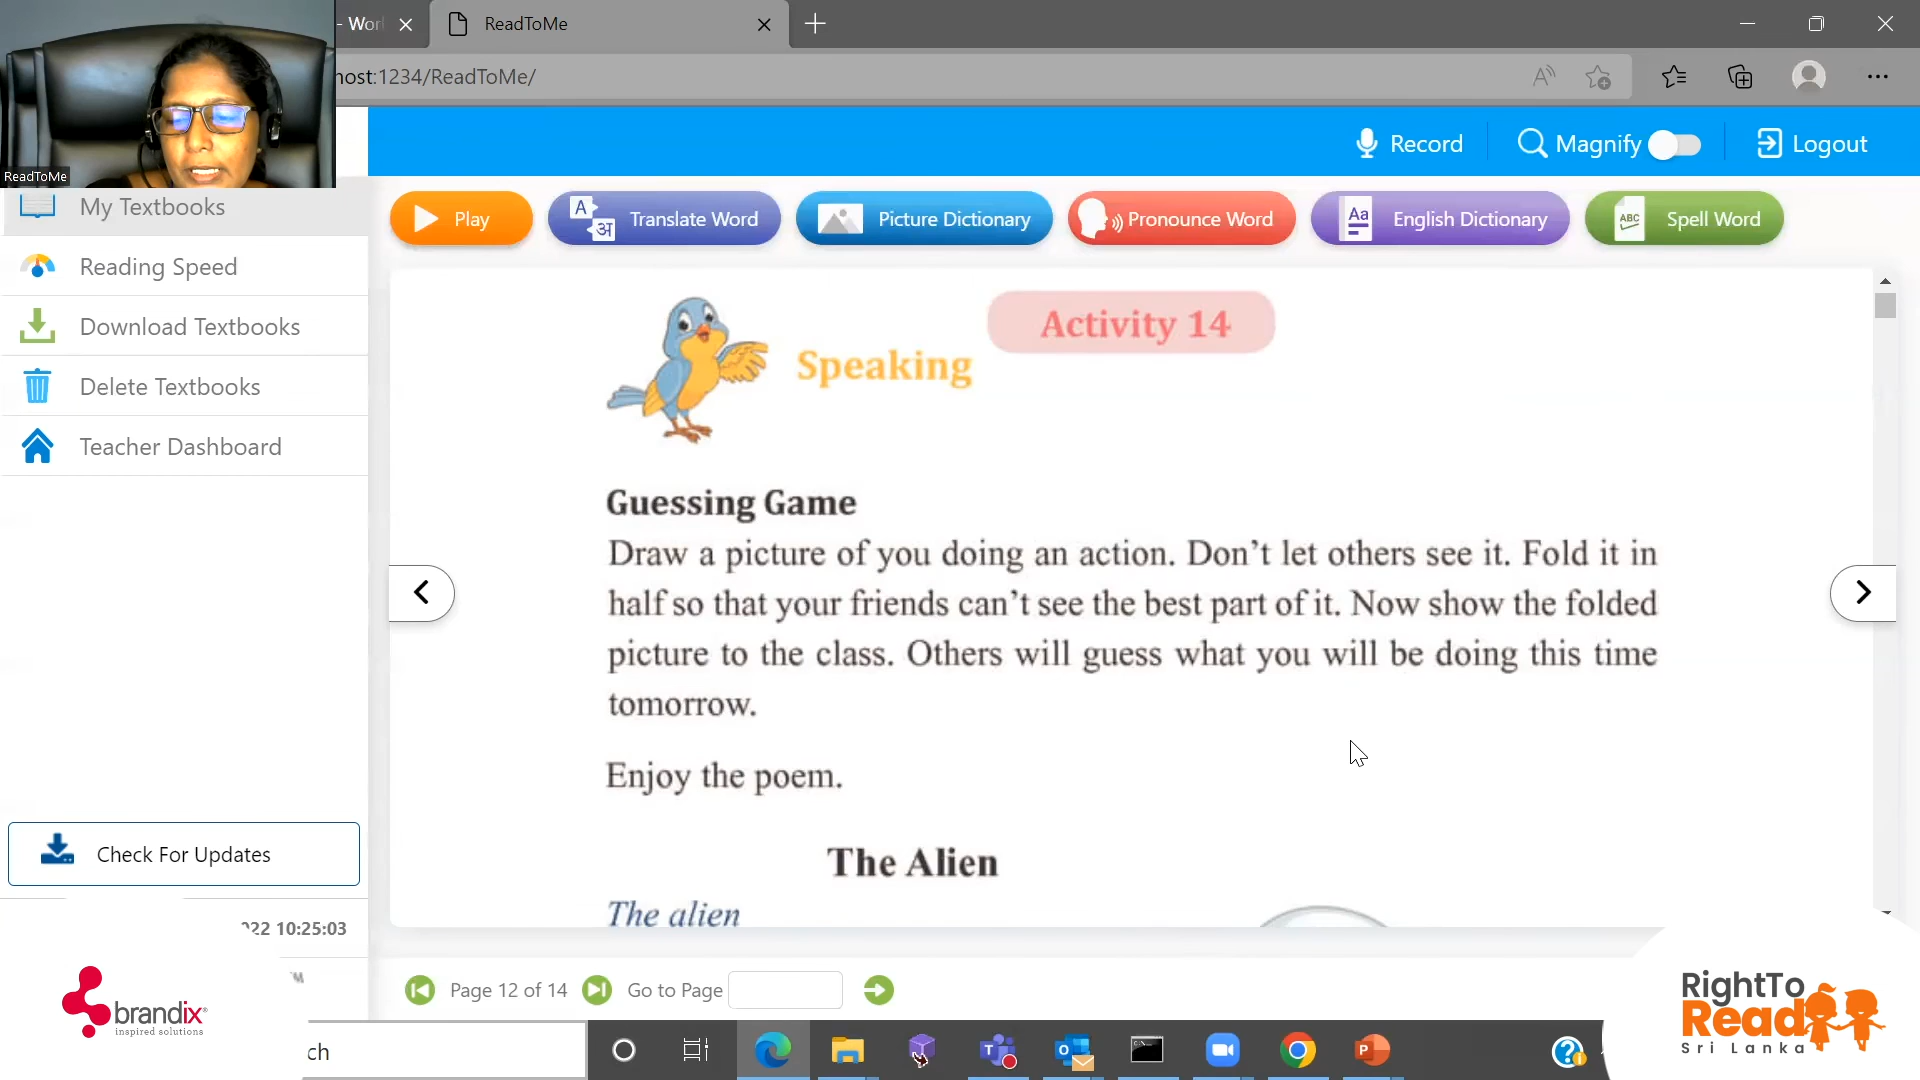 - Wor
ReadToMe
host:1234/ReadToMe/
ReadToMe
Record
Magnify
Logout
My Textbooks
Reading Speed
Download Textbooks
Delete Textbooks
Teacher Dashboard
Check For Updates
22 10:25:03
Play
A अ Translate Word
Picture Dictionary
Pronounce Word
Aa English Dictionary
ABC Spell Word
Activity 14
Speaking
Guessing Game
Draw a picture of you doing an action. Don't let others see it. Fold it in
half so that your friends can't see the best part of it. Now show the folded
picture to the class. Others will guess what you will be doing this time
tomorrow.
Enjoy the poem.
The Alien
The alien
Page 12 of 14
Go to Page
brandix
inspired solutions
ch
RightTo
Read
Sri Lanka